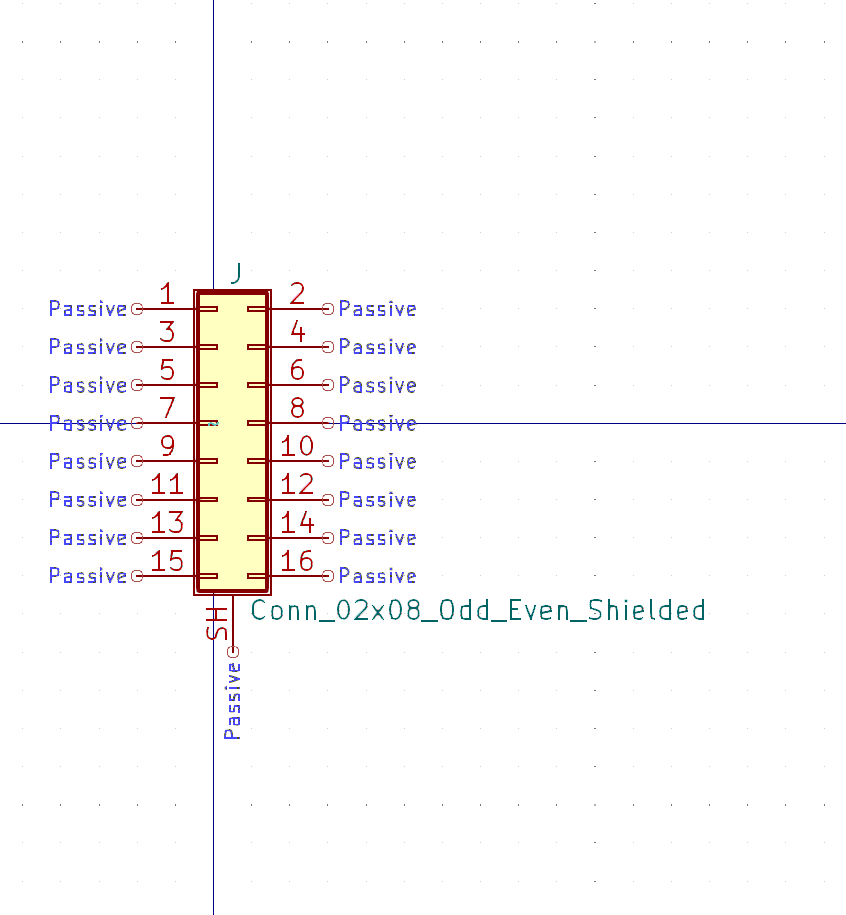 J
Passive 1 2 Passive
Passive 3 4 Passive
Passive 5 6 Passive
Passive 7 8 Passive
Passive 9 10 Passive
Passive 11 12 Passive
Passive 13 14 Passive
Passive 15 16 Passive
SH
Conn_02x08_Odd_Even_Shielded
Passive